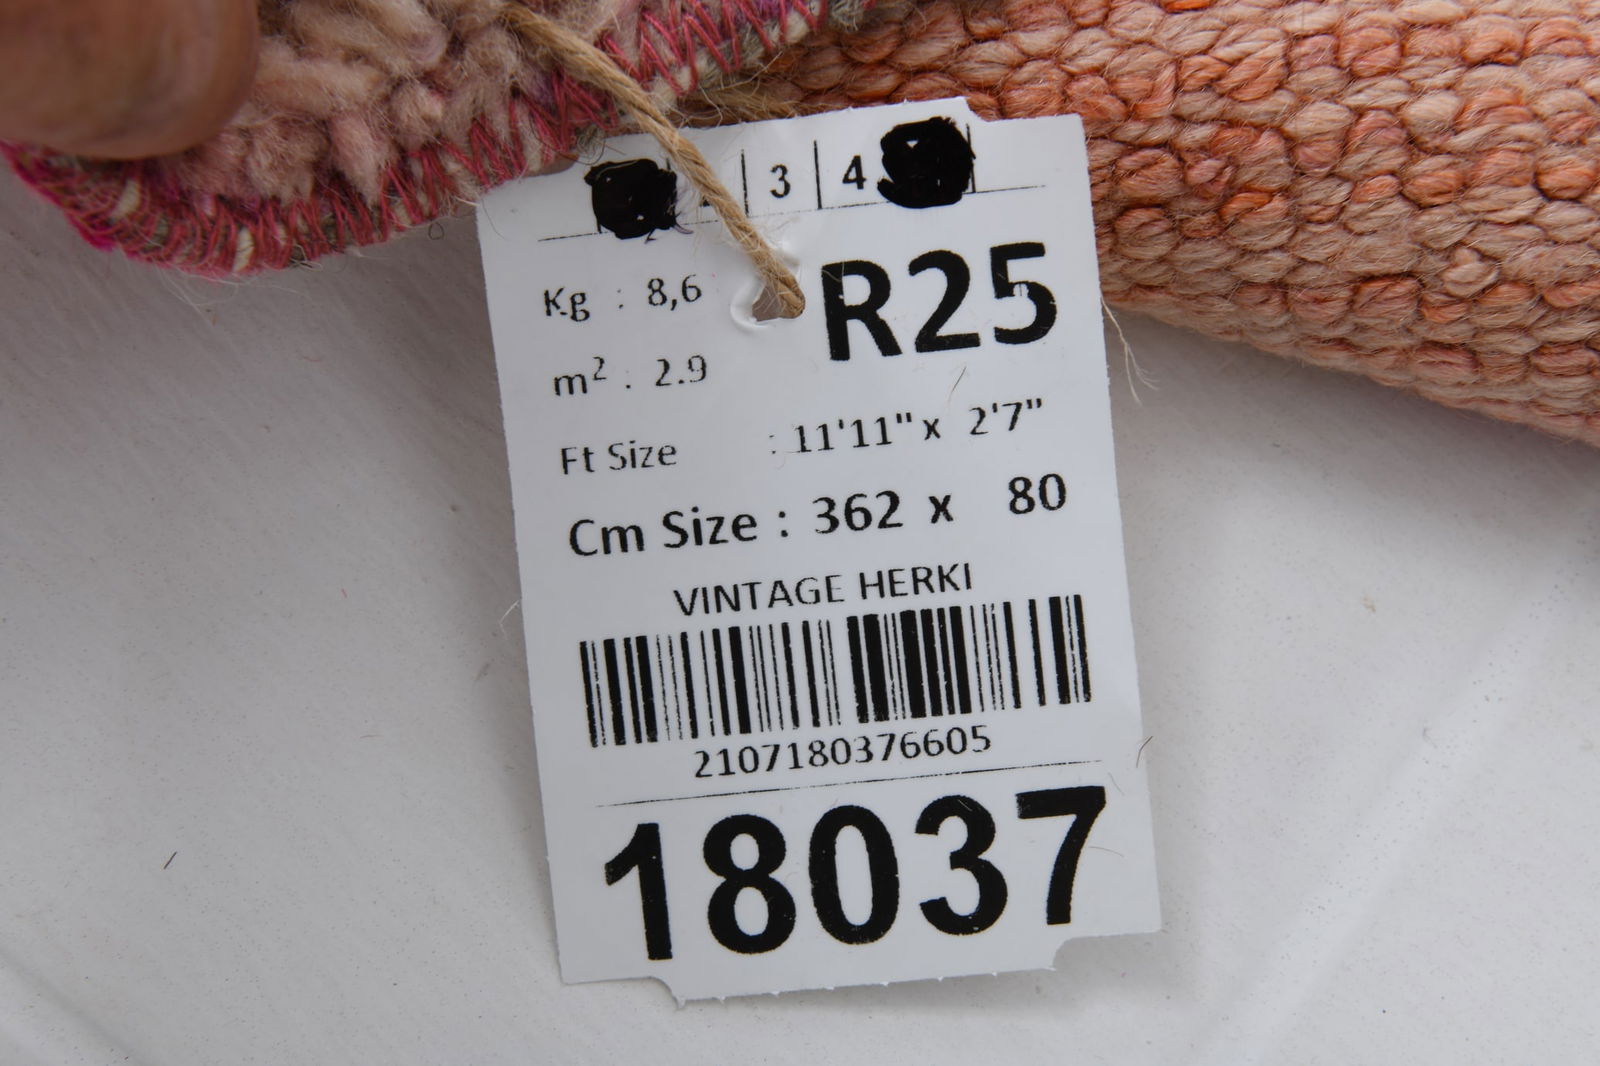 3 4
R25
Kg : 8,6
m² : 2.9
Ft Size : 11'11" x 2'7"
Cm Size : 362 x 80
VINTAGE HERKI
2107180376605
18037